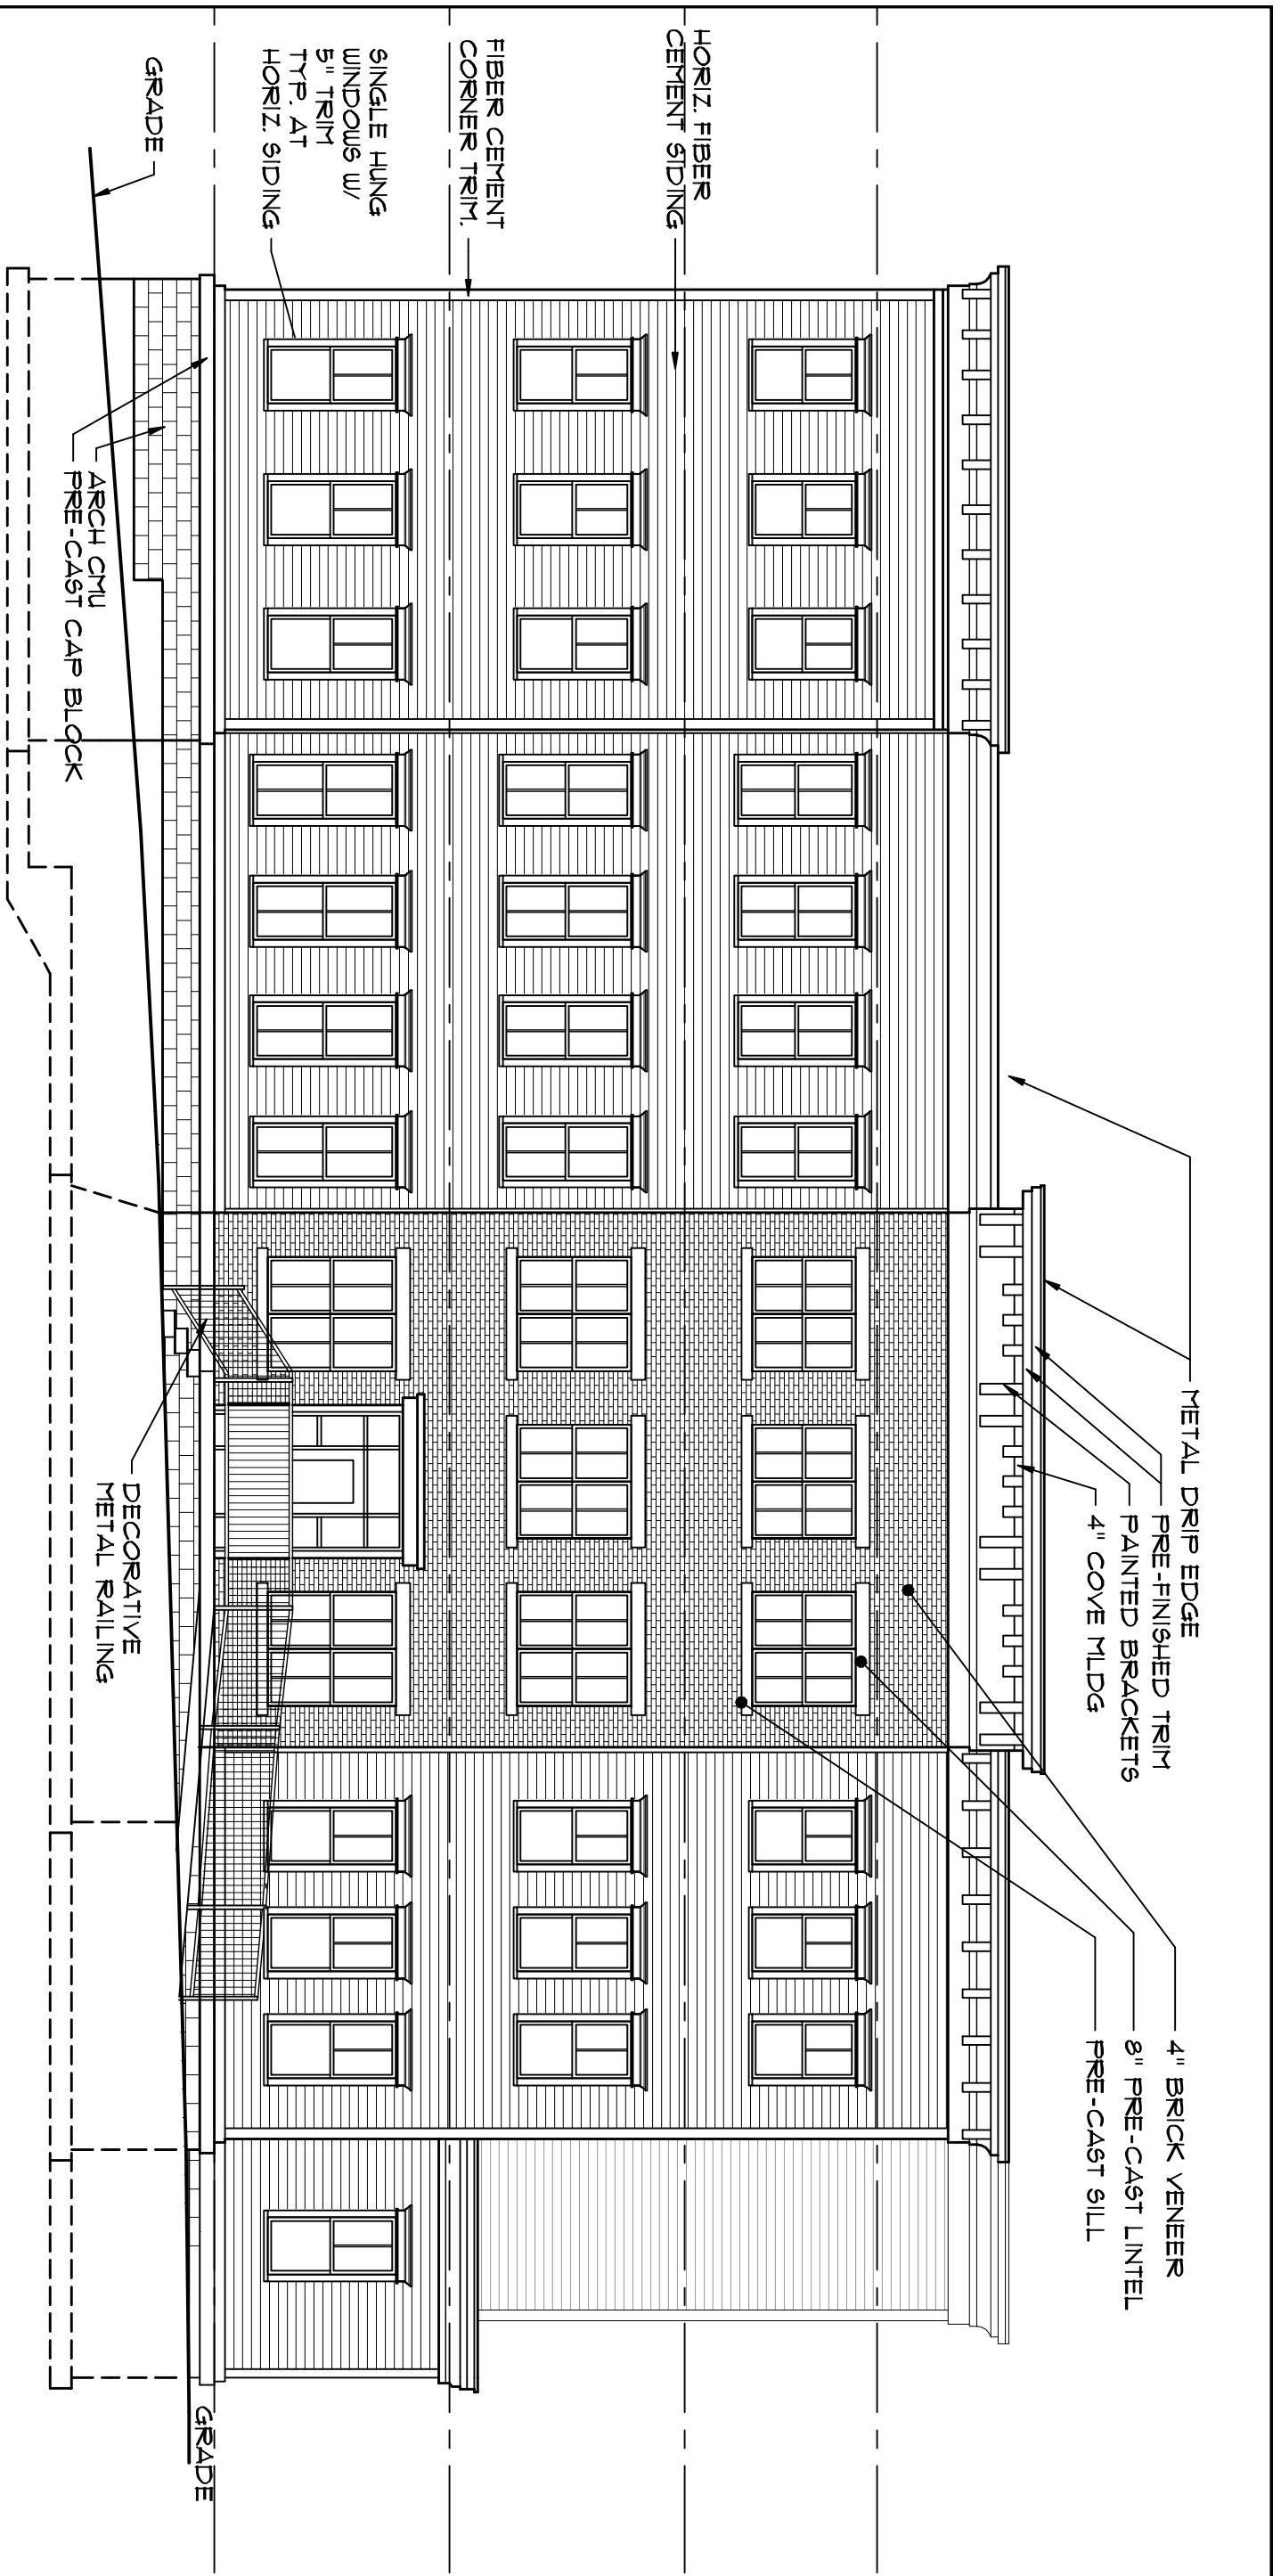 METAL DRIP EDGE
PRE-FINISHED TRIM
PAINTED BRACKETS
4" COVE MLDG
4" BRICK VENEER
8" PRE-CAST LINTEL
PRE-CAST SILL
HORIZ. FIBER
CEMENT SIDING
FIBER CEMENT
CORNER TRIM.
SINGLE HUNG
WINDOWS W/
5" TRIM
TYP. AT
HORIZ. SIDING
GRADE
GRADE
ARCH CMU
PRE-CAST CAP BLOCK
DECORATIVE
METAL RAILING